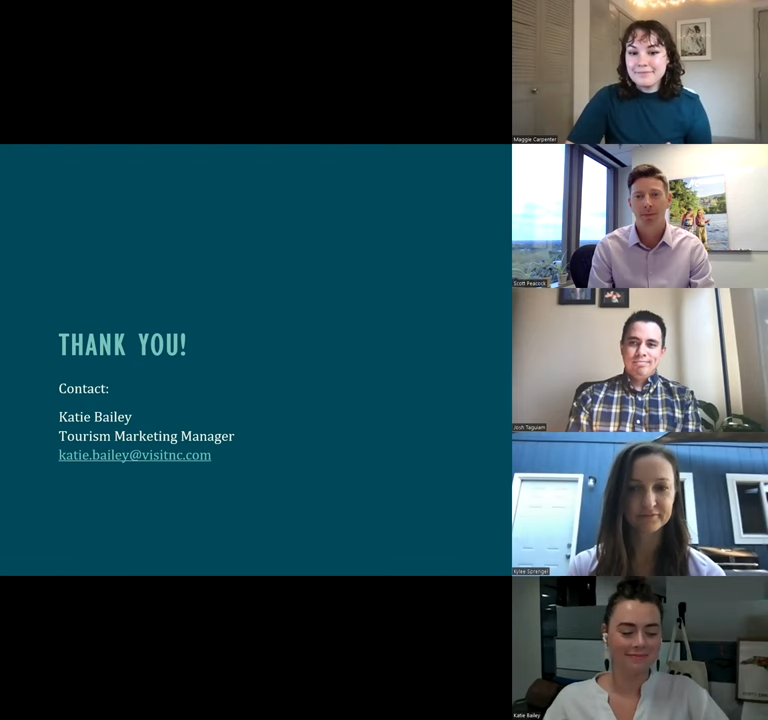 THANK YOU!
Contact:
Katie Bailey
Tourism Marketing Manager
katie.bailey@visitnc.com
Maggie Carpenter
Scott Peacock
Josh Taguiam
Kylee Sprengel
Katie Bailey